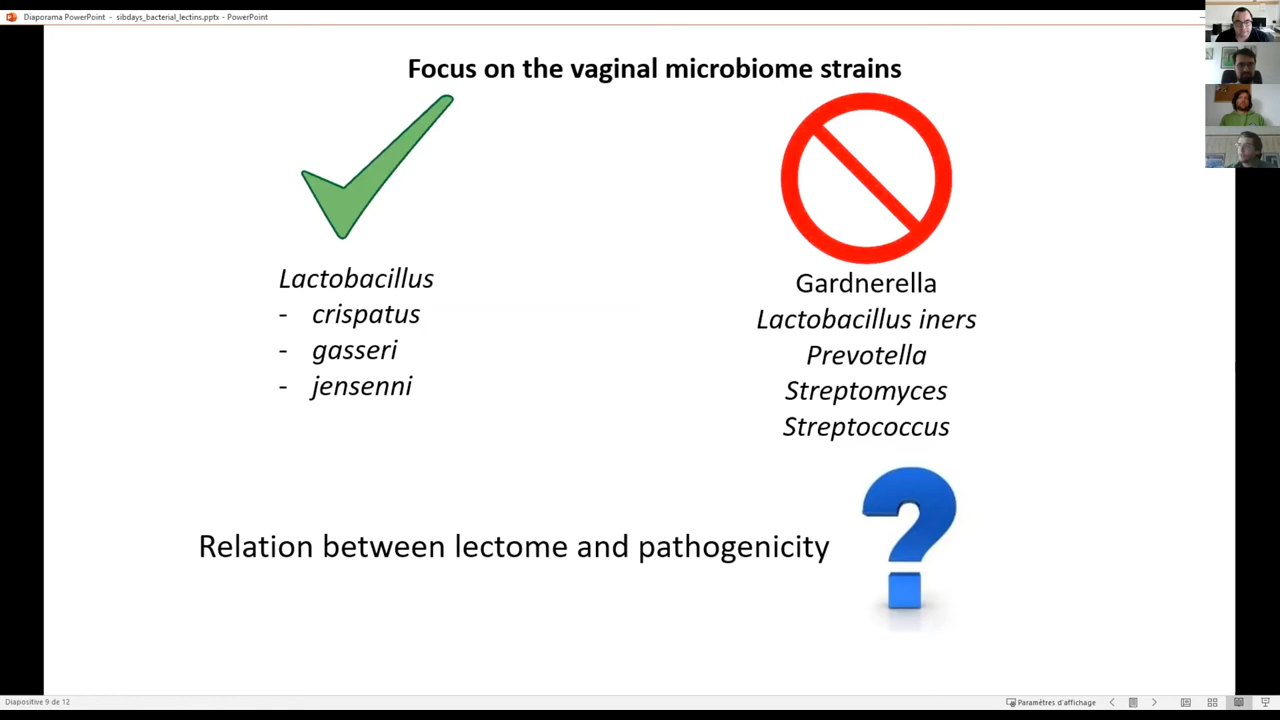 Diaporama PowerPoint - sibdays_bacterial_lectins.pptx - PowerPoint
Focus on the vaginal microbiome strains
Lactobacillus
- crispatus
- gasseri
- jensenni
Gardnerella
Lactobacillus iners
Prevotella
Streptomyces
Streptococcus
Relation between lectome and pathogenicity
Diapositive 9 de 12
Paramètres d'affichage